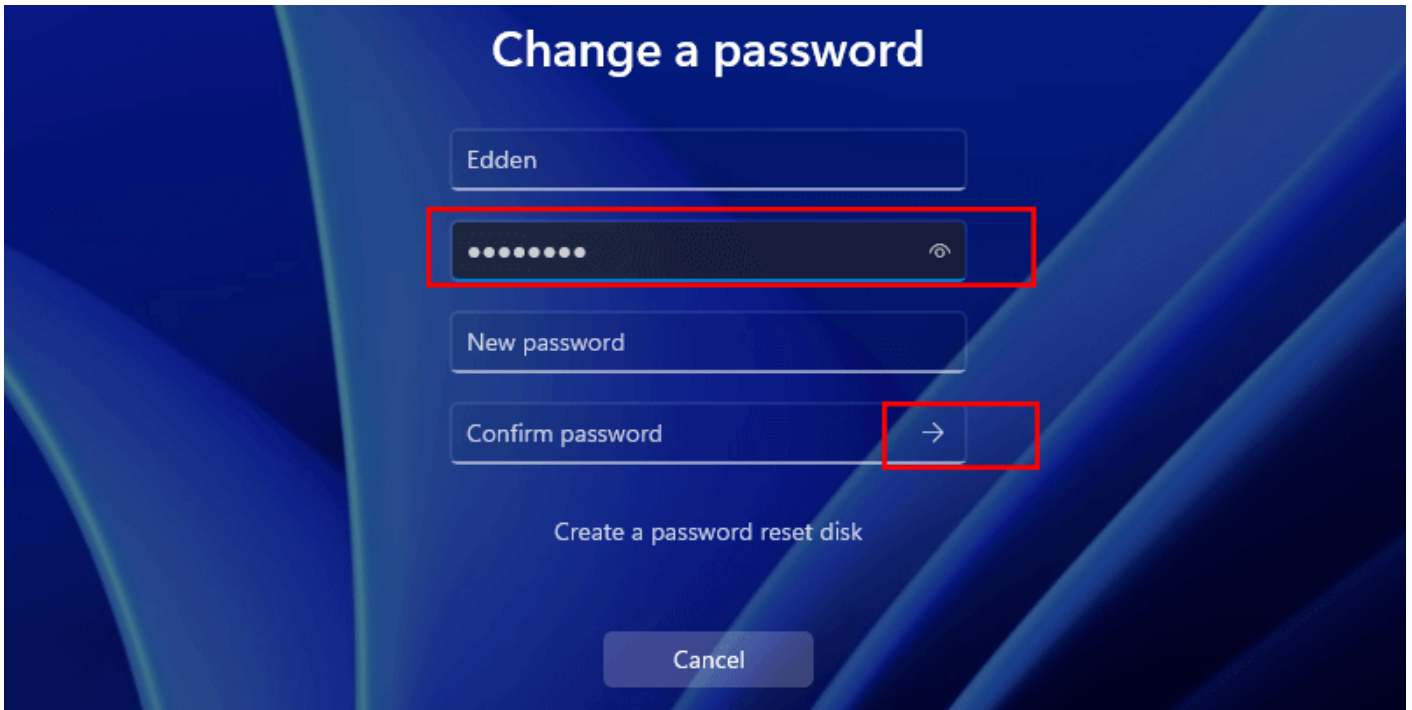 Change a password
Edden
••••••••
New password
Confirm password
Create a password reset disk
Cancel